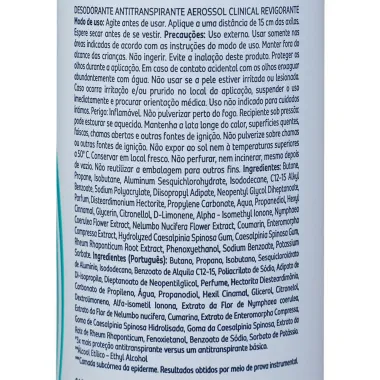 DESODORANTE ANTITRANSPIRANTE AEROSSOL CLINICAL REVIGORANTE
Modo de uso: Agite antes de usar. Aplique a uma distância de 15 cm das axilas.
Espere secar antes de se vestir. Precauções: Uso externo. Usar somente nas
áreas indicadas de acordo com as instruções do modo de uso. Manter fora do
alcance das crianças. Não ingerir. Evite a inalação deste produto. Proteger os
olhos durante a aplicação. Em caso de contato acidental com os olhos enxaguar
abundantemente com água. Não usar se a pele estiver irritada ou lesionada.
Caso ocorra irritação e/ou prurido no local da aplicação, suspender o uso
imediatamente e procurar orientação médica. Uso não indicado para cuidados
íntimos. Perigo: Inflamável. Não pulverizar perto do fogo. Recipiente sob pressão:
pode estourar se aquecido. Mantenha a lata longe do calor, superfícies quentes,
faíscas, chamas abertas e outras fontes de ignição. Não pulverize sobre chamas
ou outras fontes de ignição. Não expor ao sol nem à temperaturas superiores
a 50°C. Conservar em local fresco. Não perfurar, nem incinerar, mesmo depois
de vazio. Não reutilizar a embalagem para outros fins. Ingredientes: Butane,
Propane, Isobutane, Aluminum Sesquichlorohydrate, Isododecane, C12-15 Alkyl
Benzoate, Sodium Polyacrylate, Diisopropyl Adipate, Neopentyl Glycol Diheptanoate,
Parfum, Disteardimonium Hectorite, Propylene Carbonate, Aqua, Propanediol, Hexyl
Cinnamal, Glycerin, Citronellol, D-Limonene, Alpha - Isomethyl Ionone, Nymphaea
Caerulea Flower Extract, Nelumbo Nucifera Flower Extract, Coumarin, Enteromorpha
Compressa Extract, Hydrolyzed Caesalpinia Spinosa Gum, Caesalpinia Spinosa Gum,
Rheum Rhaponticum Root Extract, Phenoxyethanol, Sodium Benzoate, Potassium
Sorbate. Ingredientes (Português): Butano, Propano, Isobutano, Sesquicloroidrato
de Alumínio, Isododecano, Benzoato de Alquila C12-15, Poliacrilato de Sódio, Adipato de
Di-isopropila, Dieptanoato de Neopentilglicol, Perfume, Hectorita Diesteardimônio,
Carbonato de Propileno, Água, Propanodiol, Hexil Cinamal, Glicerol, Citronelol,
Dextrolimoneno, Alfa-Isometil Ionona, Extrato da Flor de Nymphaea coerulea,
Extrato da Flor de Nelumbo nucifera, Cumarina, Extrato de Enteromorpha Compressa,
Goma de Caesalpinia Spinosa Hidrolisada, Goma da Caesalpinia Spinosa, Extrato da
Raiz de Rheum Rhaponticum, Fenoxietanol, Benzoato de Sódio, Sorbato de Potássio.
*3x mais proteção antitranspirante versus um antitranspirante básico.
**Álcool Etílico - Ethyl Alcohol
***Camada subcórnea da epiderme. Resultados obtidos por meio de prova instrumental.